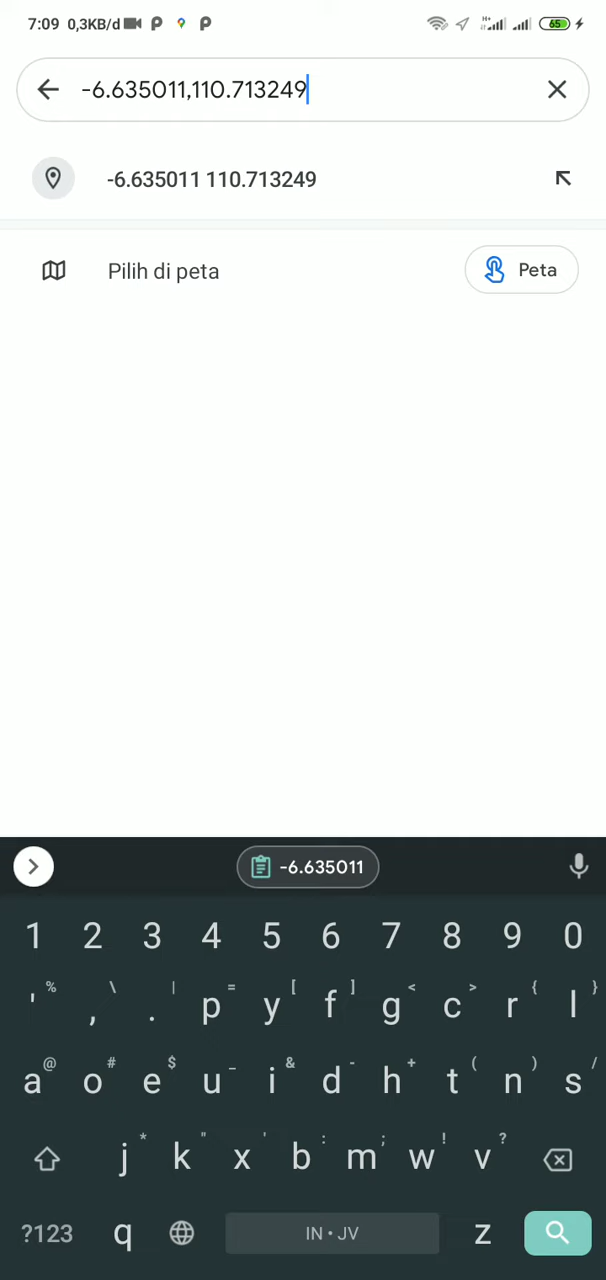 7:09 0,3KB/d
65
-6.635011,110.713249
-6.635011 110.713249
Pilih di peta
Peta
-6.635011
1 2 3 4 5 6 7 8 9 0
% \ | = [ ] < > { }
' , . p y f g c r l
@ # $ _ & - + ( ) /
a o e u i d h t n s
* " ' : ; ! ?
j k x b m w v
?123 q IN • JV z